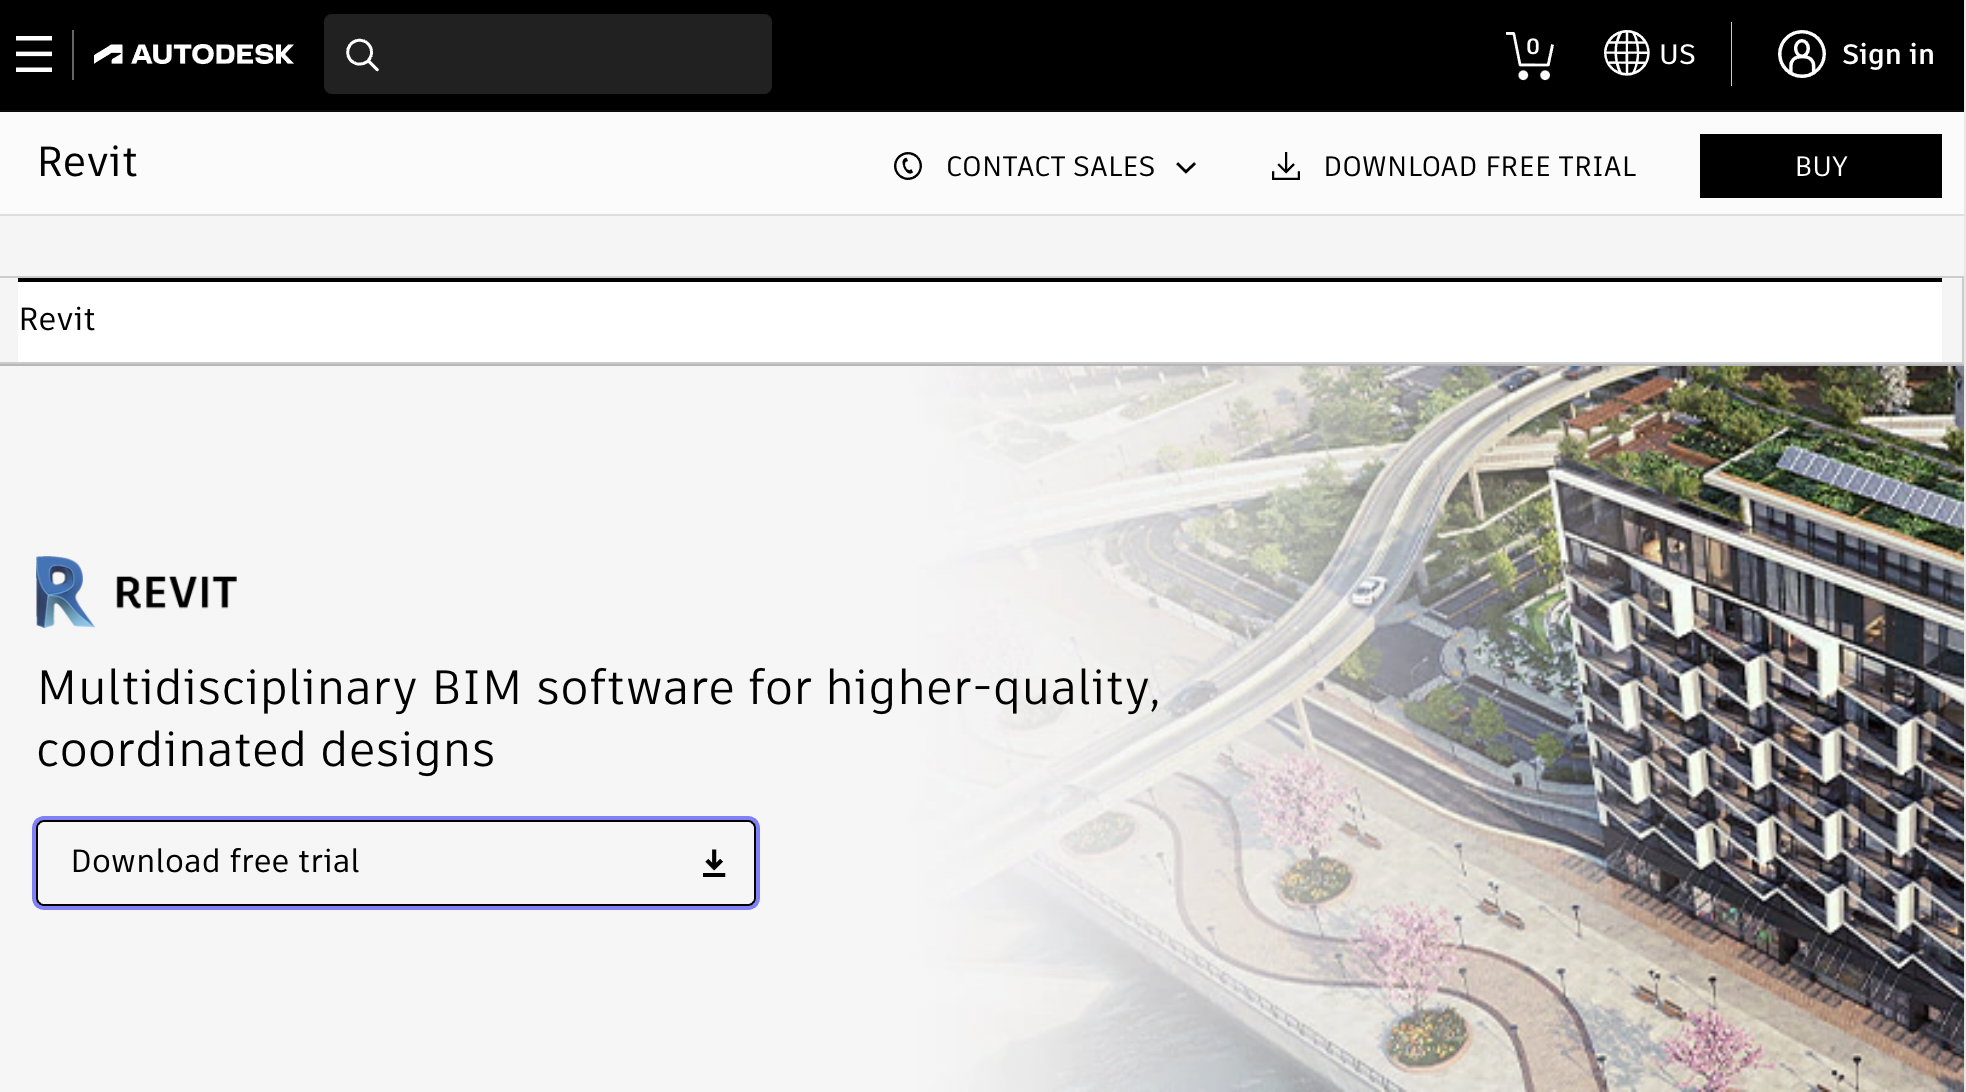 AUTODESK
0
US
Sign in
Revit
CONTACT SALES
DOWNLOAD FREE TRIAL
BUY
Revit
REVIT
Multidisciplinary BIM software for higher-quality,
coordinated designs
Download free trial